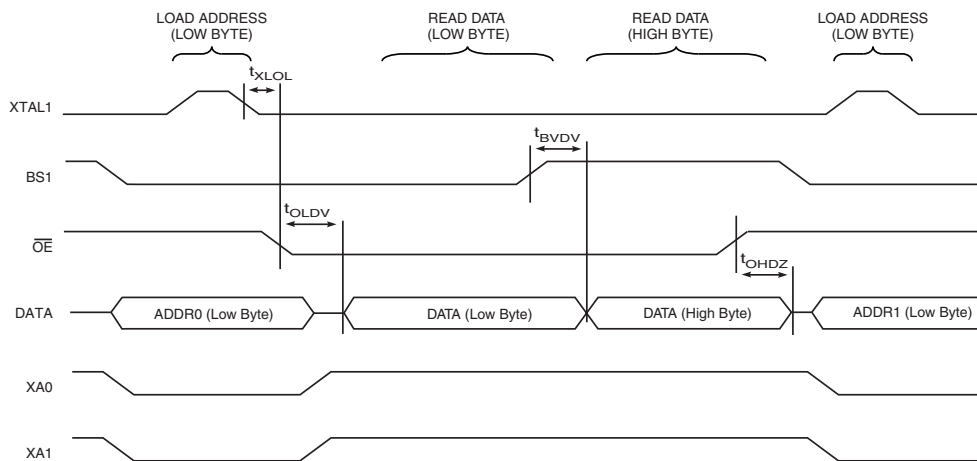 LOAD ADDRESS
(LOW BYTE)
READ DATA
(LOW BYTE)
READ DATA
(HIGH BYTE)
LOAD ADDRESS
(LOW BYTE)
tXLOL
XTAL1
tBVDV
BS1
tOLDV
OE
tOHDZ
DATA
ADDR0 (Low Byte)
DATA (Low Byte)
DATA (High Byte)
ADDR1 (Low Byte)
XA0
XA1